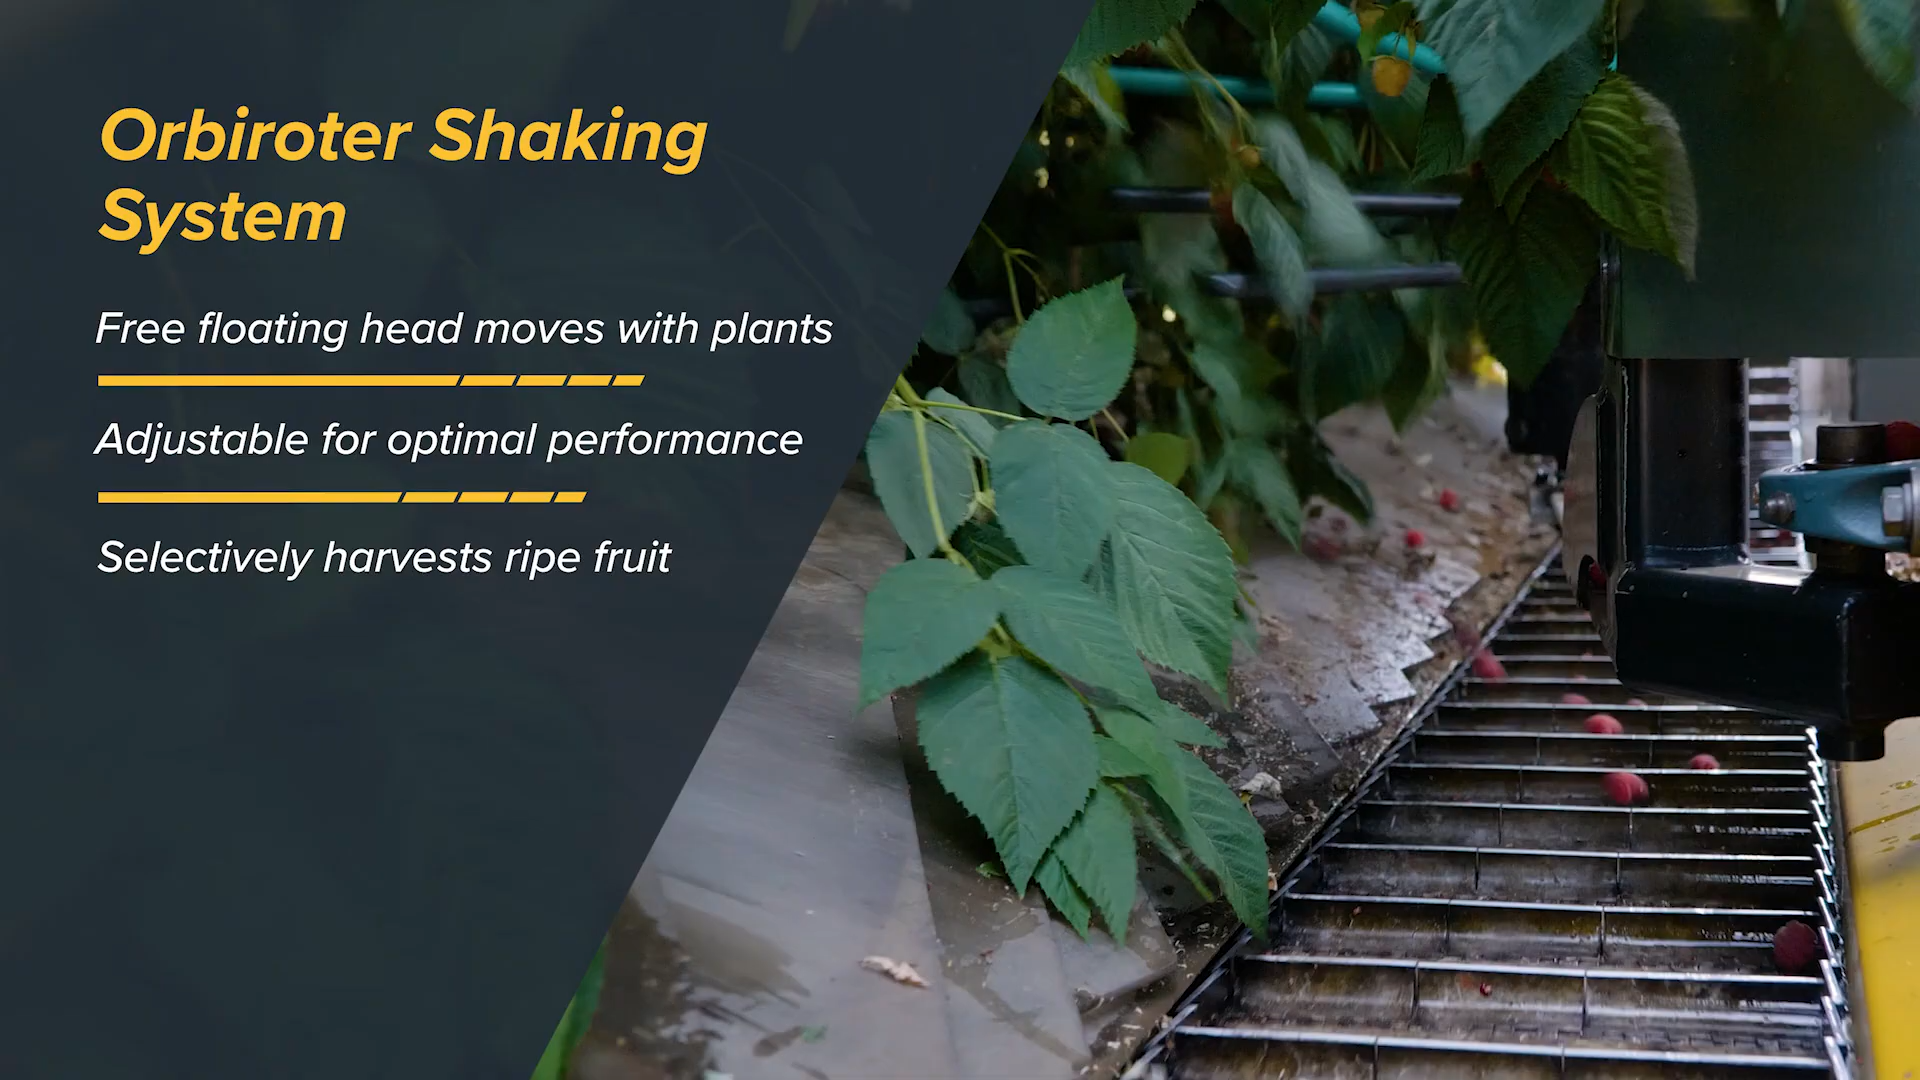 Orbiroter Shaking
System
Free floating head moves with plants
Adjustable for optimal performance
Selectively harvests ripe fruit